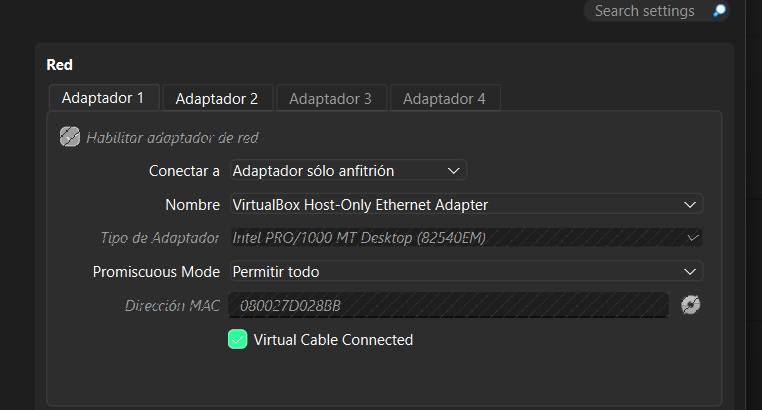 Search settings
Red
Adaptador 1 Adaptador 2 Adaptador 3 Adaptador 4
Habilitar adaptador de red
Conectar a Adaptador sólo anfitrión
Nombre VirtualBox Host-Only Ethernet Adapter
Tipo de Adaptador Intel PRO/1000 MT Desktop (82540EM)
Promiscuous Mode Permitir todo
Dirección MAC 080027D028BB
Virtual Cable Connected